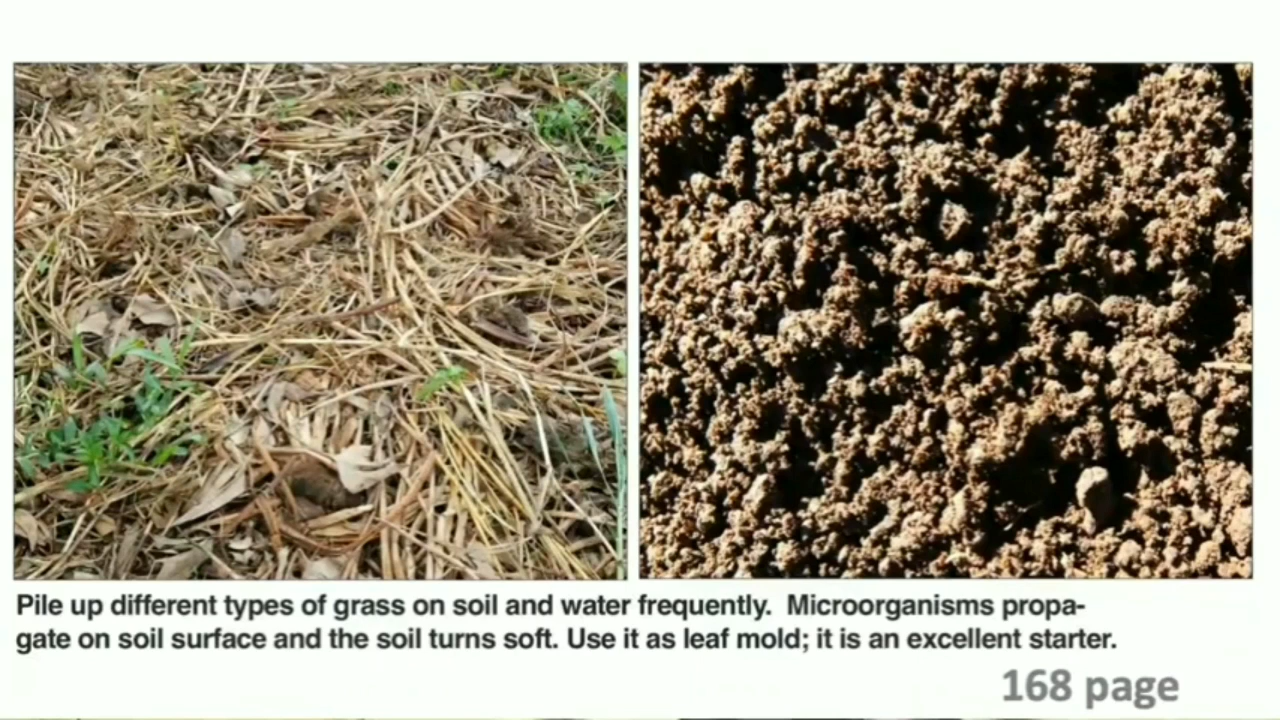 Pile up different types of grass on soil and water frequently.  Microorganisms propa-
gate on soil surface and the soil turns soft. Use it as leaf mold; it is an excellent starter.
168 page